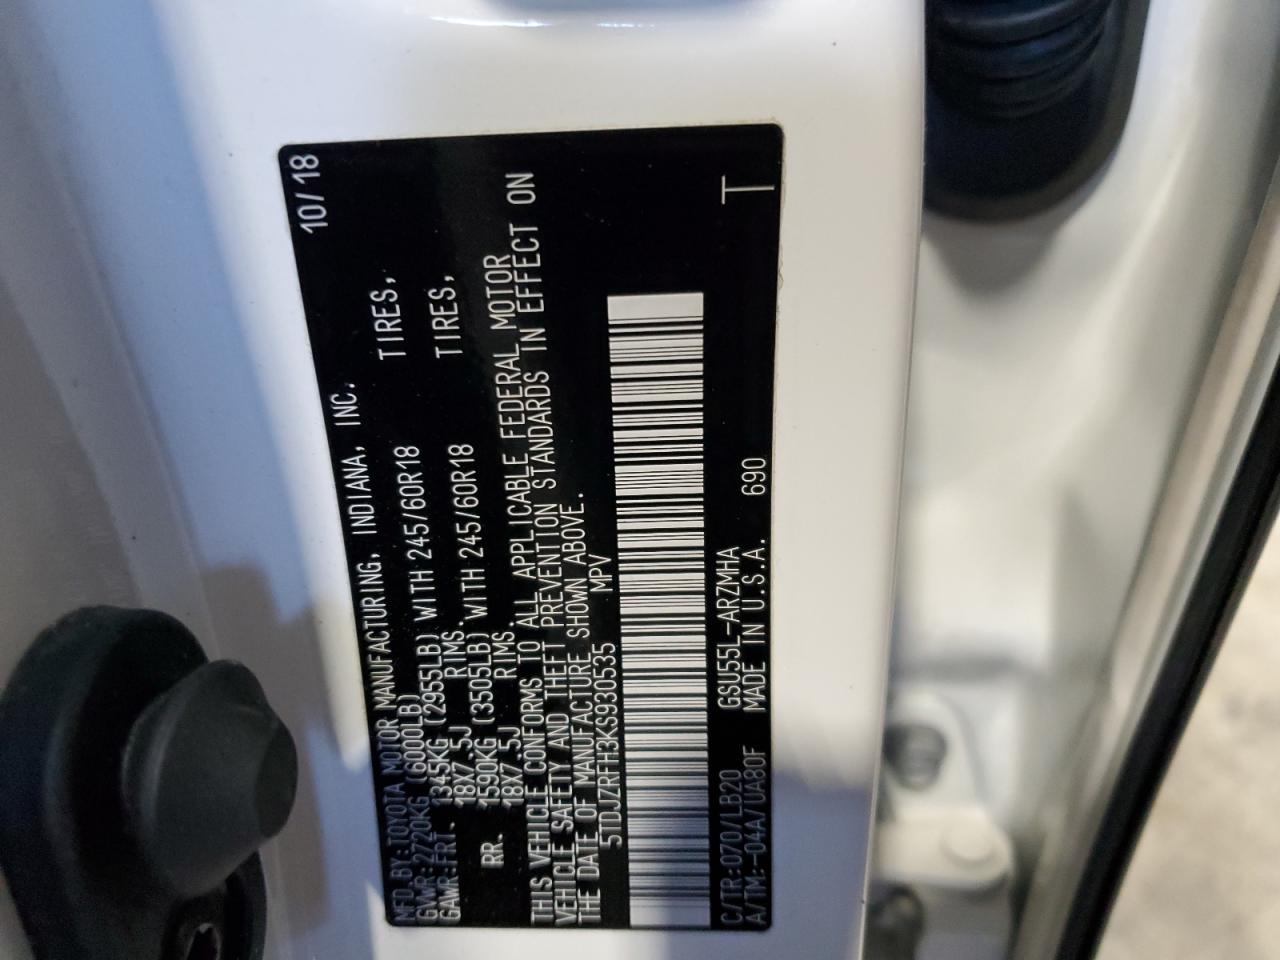 10/18
MFD.BY:TOYOTA MOTOR MANUFACTURING, INDIANA, INC.
GVWR:2720KG (6000LB)
GAWR:FRT. 1345KG (2955LB) WITH 245/60R18 TIRES,
18X7.5J RIMS.
RR. 1590KG (3505LB) WITH 245/60R18 TIRES,
18X7.5J RIMS.
THIS VEHICLE CONFORMS TO ALL APPLICABLE FEDERAL MOTOR
VEHICLE SAFETY AND THEFT PREVENTION STANDARDS IN EFFECT ON
THE DATE OF MANUFACTURE SHOWN ABOVE.
5TDJZRFH3KS930535 MPV
C/TR:070/LB20 GSU55L-ARZMHA
A/TM:-04A/UA80F MADE IN U.S.A. 690 T